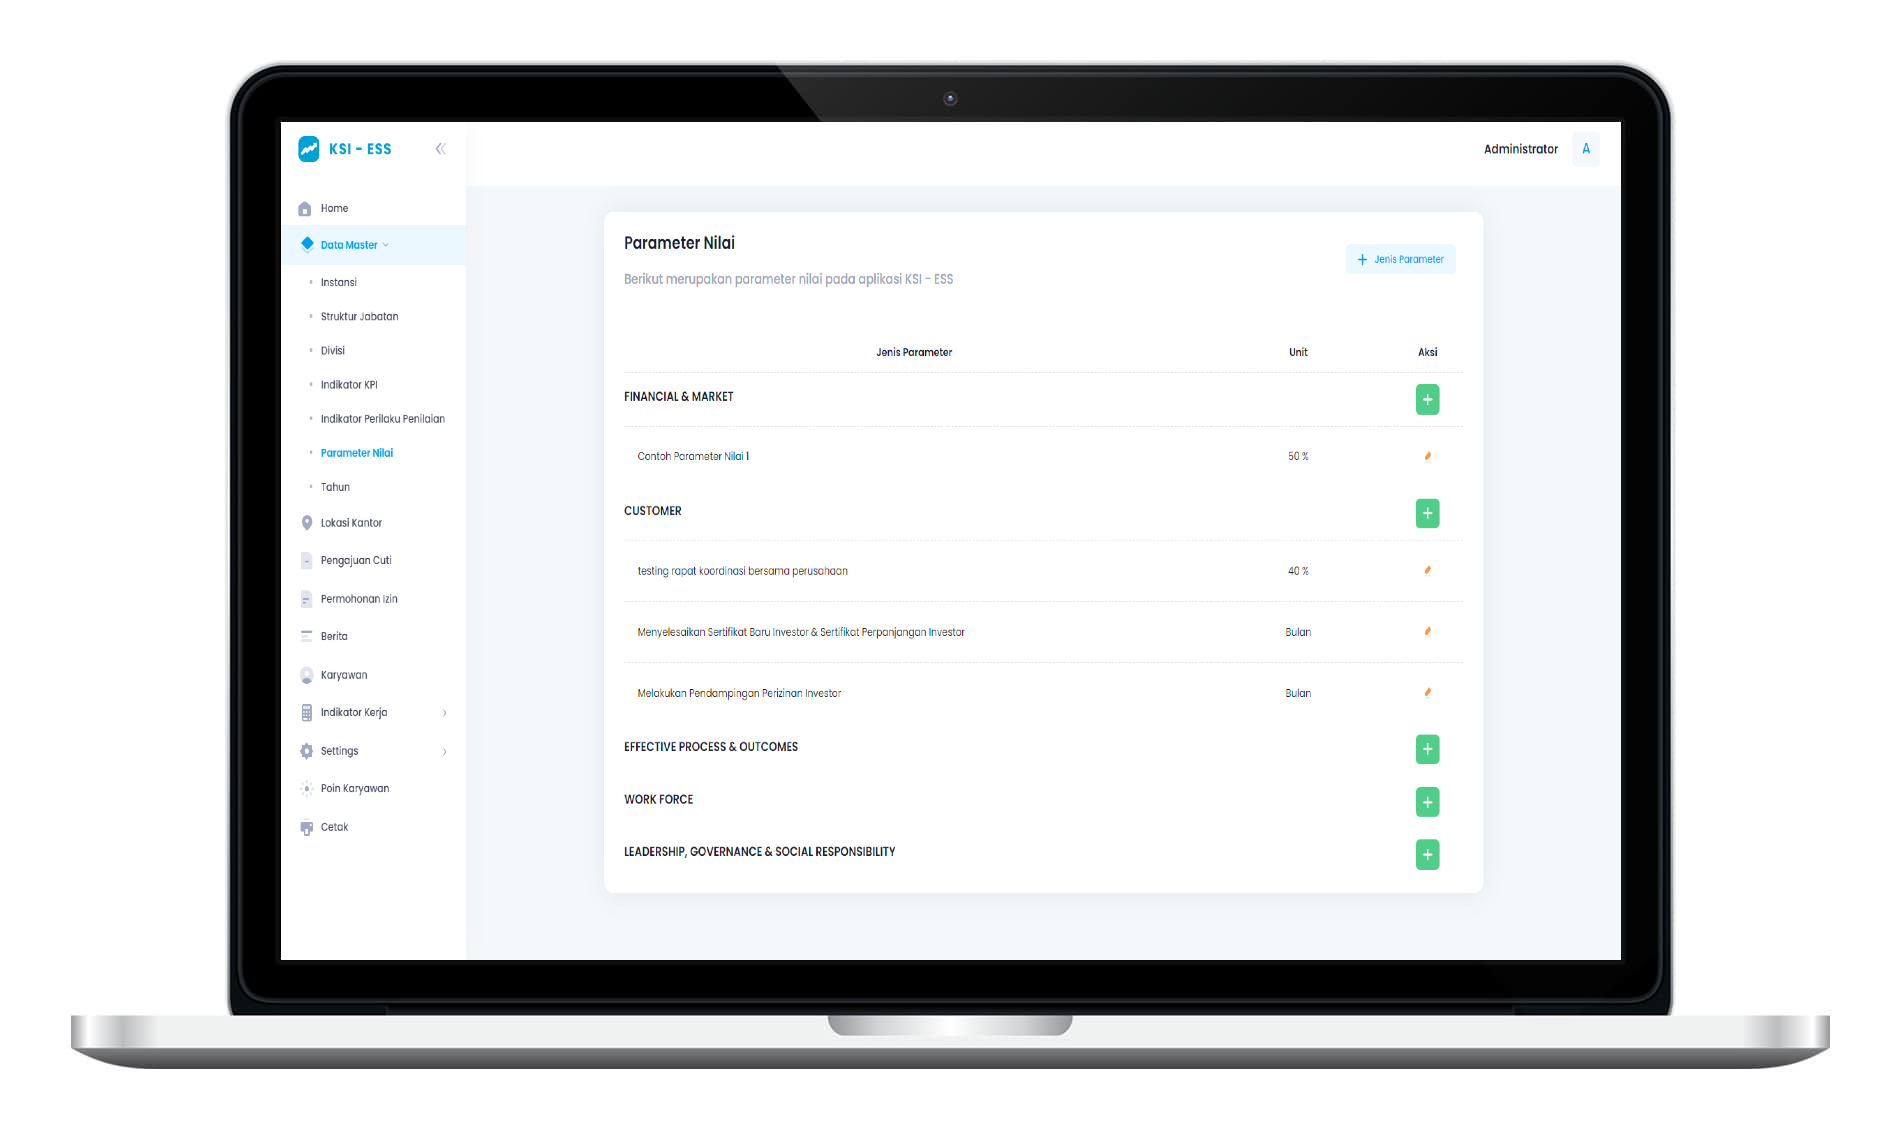 KSI - ESS
Administrator
A
Home
Data Master
Instansi
Struktur Jabatan
Divisi
Indikator KPI
Indikator Perilaku Penilaian
Parameter Nilai
Tahun
Lokasi Kantor
Pengajuan Cuti
Permohonan Izin
Berita
Karyawan
Indikator Kerja
Settings
Poin Karyawan
Cetak
Parameter Nilai
Berikut merupakan parameter nilai pada aplikasi KSI - ESS
+ Jenis Parameter
Jenis Parameter Unit Aksi
FINANCIAL & MARKET +
Contoh Parameter Nilai 1 50 %
CUSTOMER +
testing rapat koordinasi bersama perusahaan 40 %
Menyelesaikan Sertifikat Baru Investor & Sertifikat Perpanjangan Investor Bulan
Melakukan Pendampingan Perizinan Investor Bulan
EFFECTIVE PROCESS & OUTCOMES +
WORK FORCE +
LEADERSHIP, GOVERNANCE & SOCIAL RESPONSIBILITY +